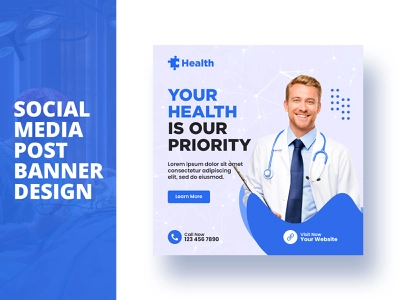 SOCIAL
MEDIA
POST
BANNER
DESIGN
Health
YOUR
HEALTH
IS OUR
PRIORITY
Lorem ipsum dolor sit amet,
consectetur adipiscing
elit, sed do eiusmod.
Learn More
Call Now
123 456 7890
Visit Now
Your Website